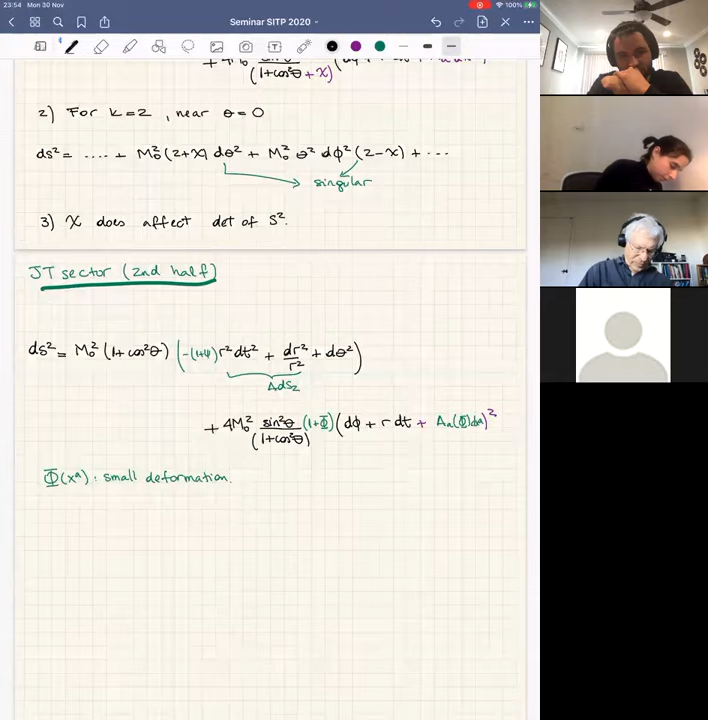 23:54 Mon 30 Nov
100%
Seminar SITP 2020
(1+cos²θ + χ)
2) For k=2, near θ=0
ds² = .... + M₀² (2+χ) dθ² + M₀² θ² dϕ² (2-χ) + ...
singular
3) χ does affect det of S².
JT sector (2nd half)
ds² = M₀² (1+cos²θ) (-(1+ψ) r² dt² + dr²/r² + dθ²)
AdS₂
+ 4M₀² sin²θ/(1+cos²θ) (1+Φ) (dϕ + r dt + Aₐ(Φ)dxᵃ)²
Φ(xᵃ) : small deformation.